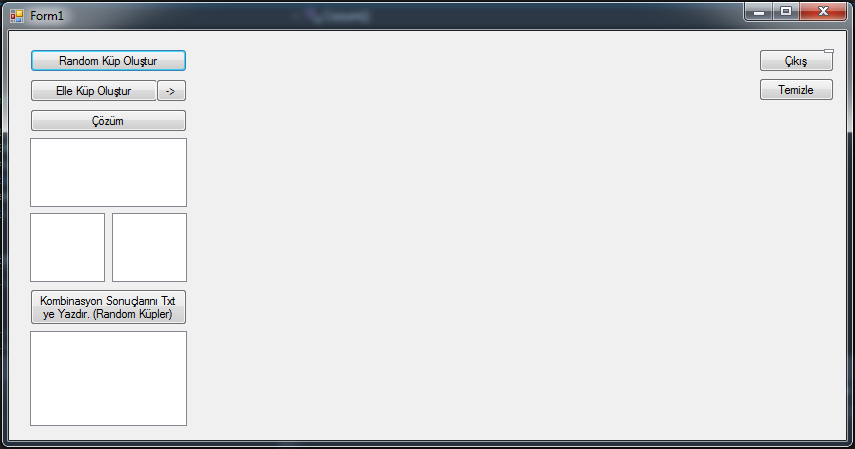 Form1
Random Küp Oluştur
Çıkış
Elle Küp Oluştur
->
Temizle
Çözüm
Kombinasyon Sonuçlarını Txt
ye Yazdır. (Random Küpler)